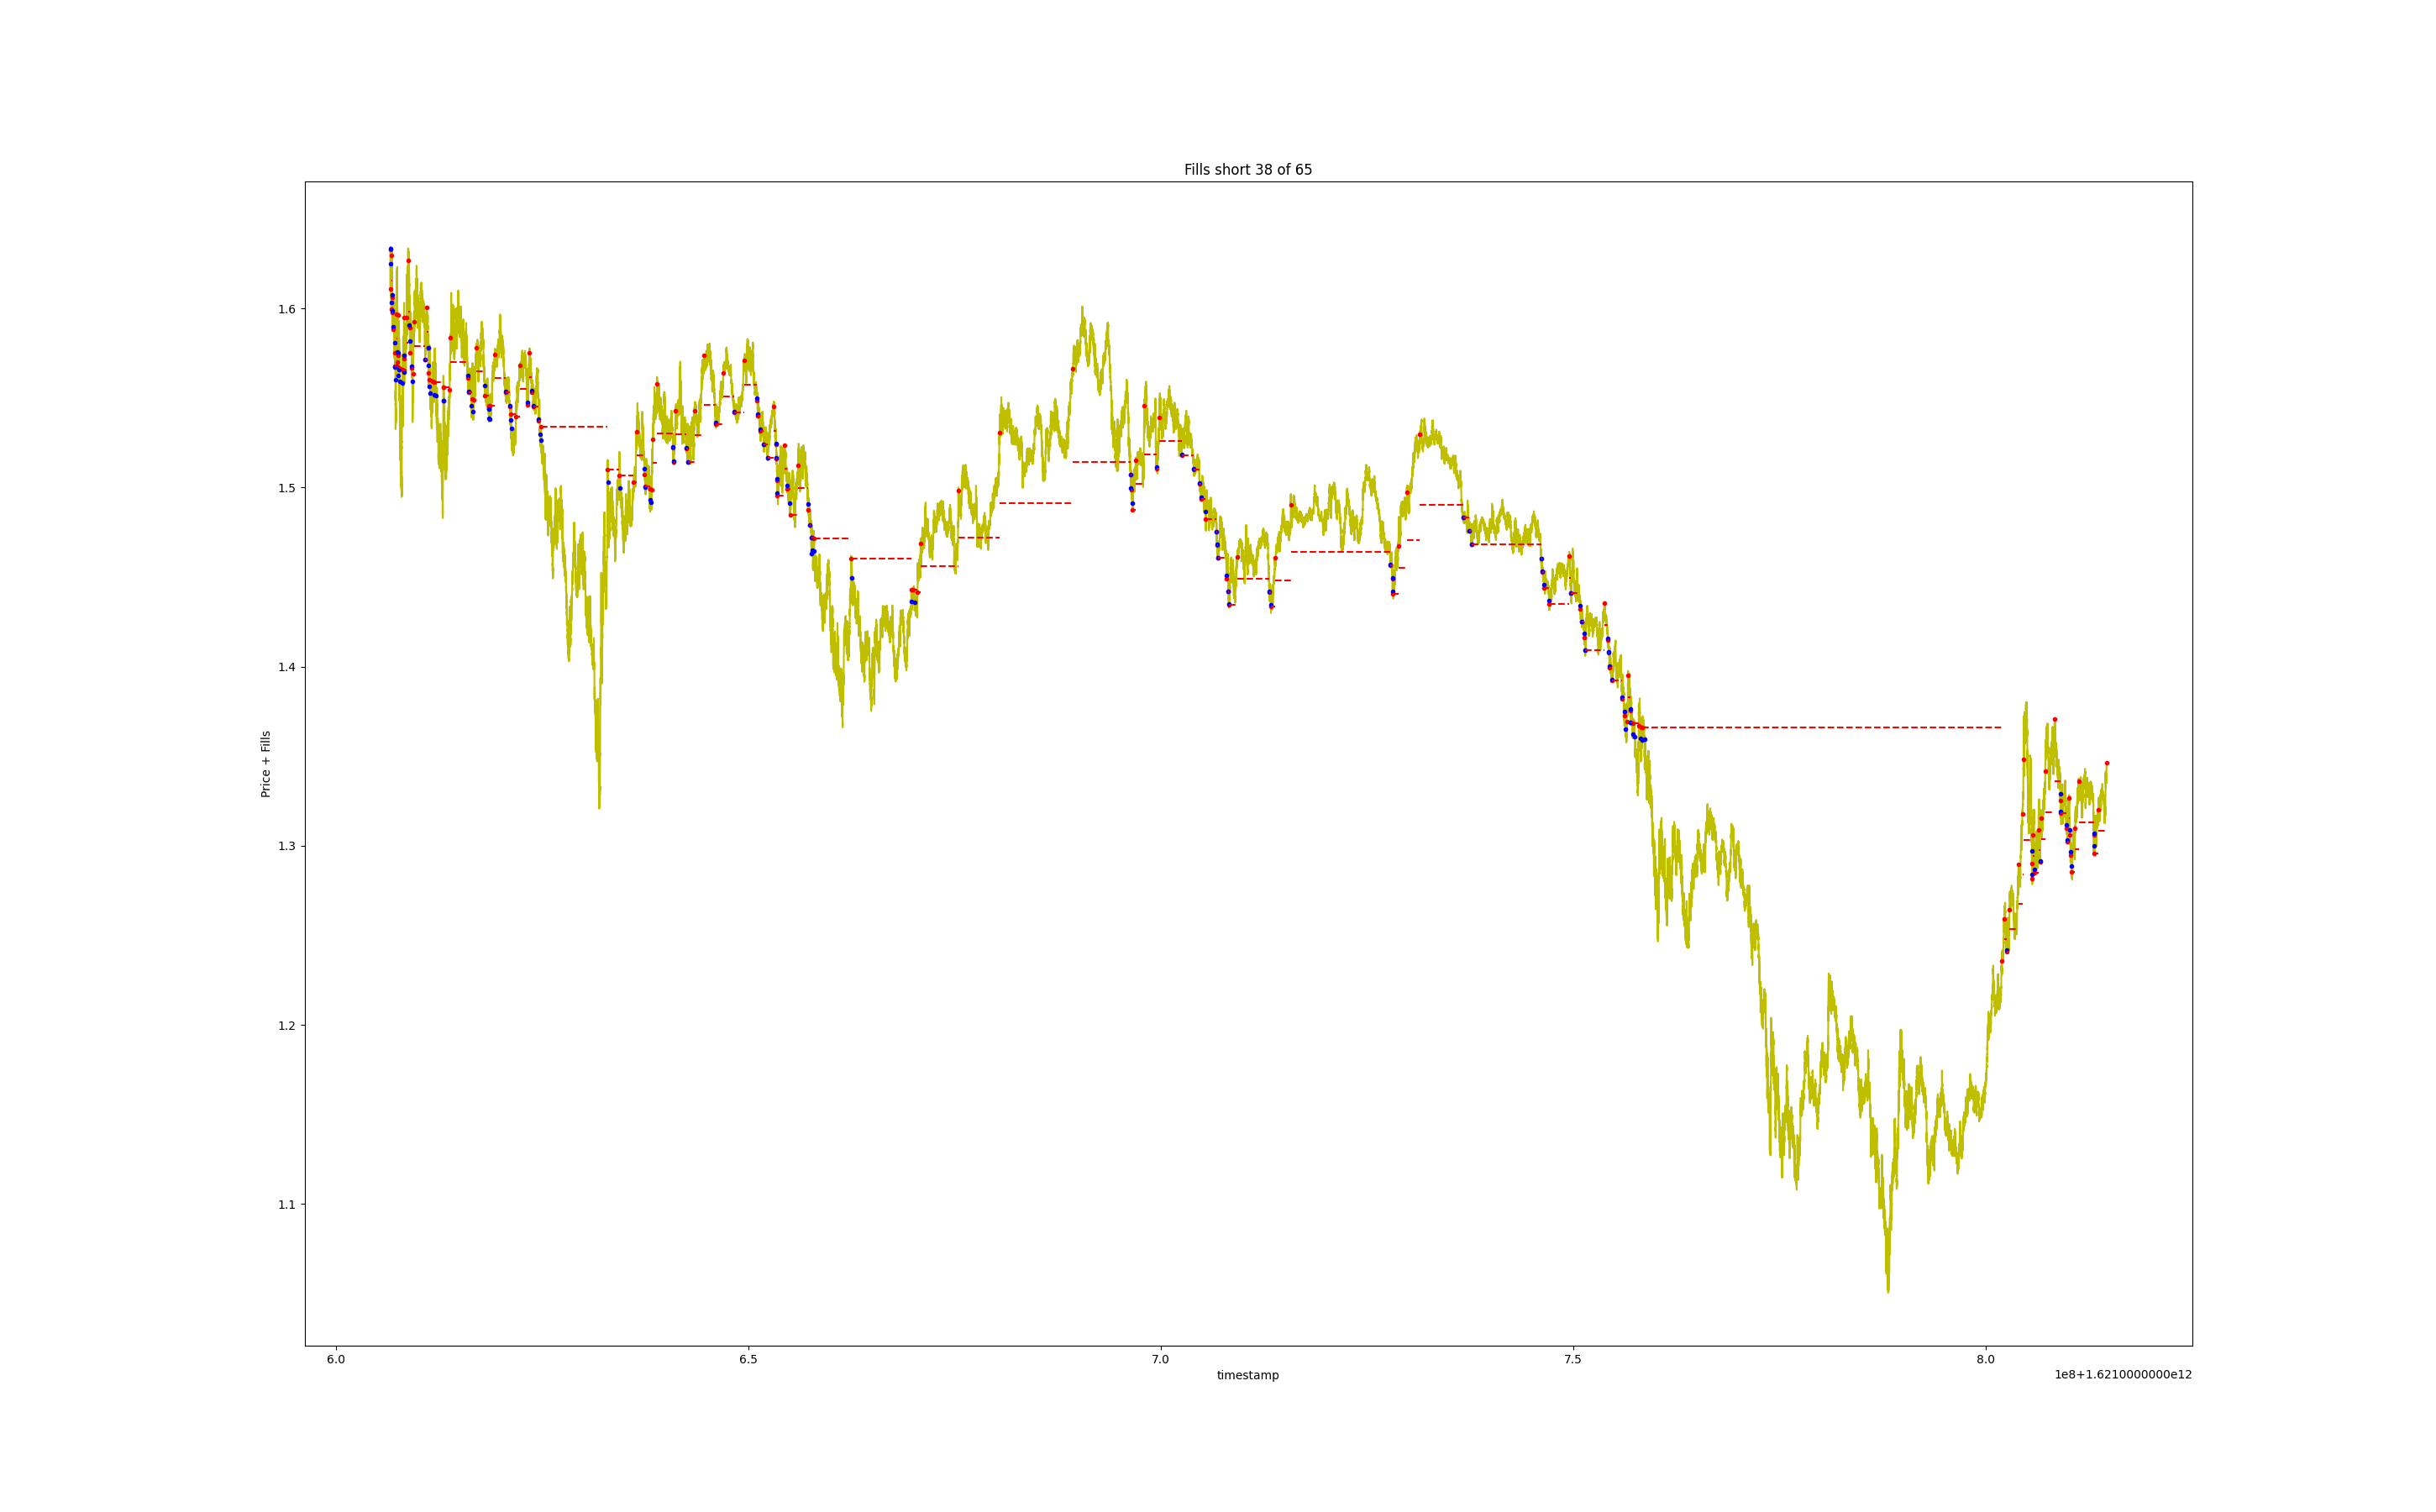 Fills short 38 of 65
Price + Fills
1.6
1.5
1.4
1.3
1.2
1.1
6.0
6.5
7.0
7.5
8.0
timestamp
1e8+1.6210000000e12